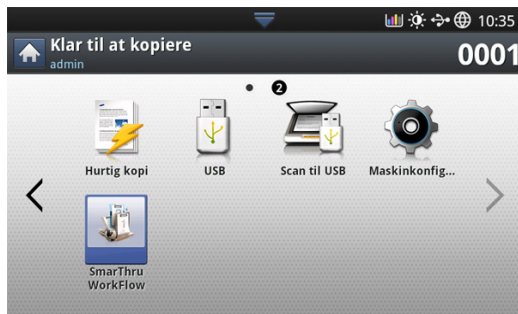 10:35
Klar til at kopiere
admin
0001
2
Hurtig kopi
USB
Scan til USB
Maskinkonfig...
SmarThru
WorkFlow